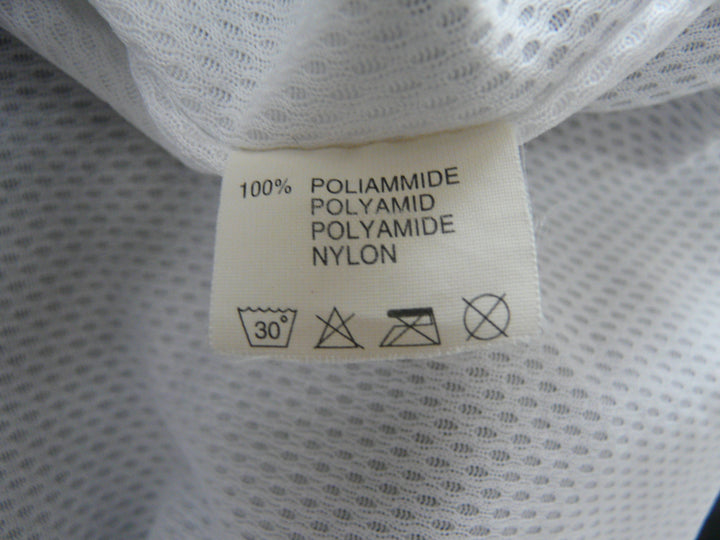 100% POLIAMMIDE
POLYAMID
POLYAMIDE
NYLON
30°